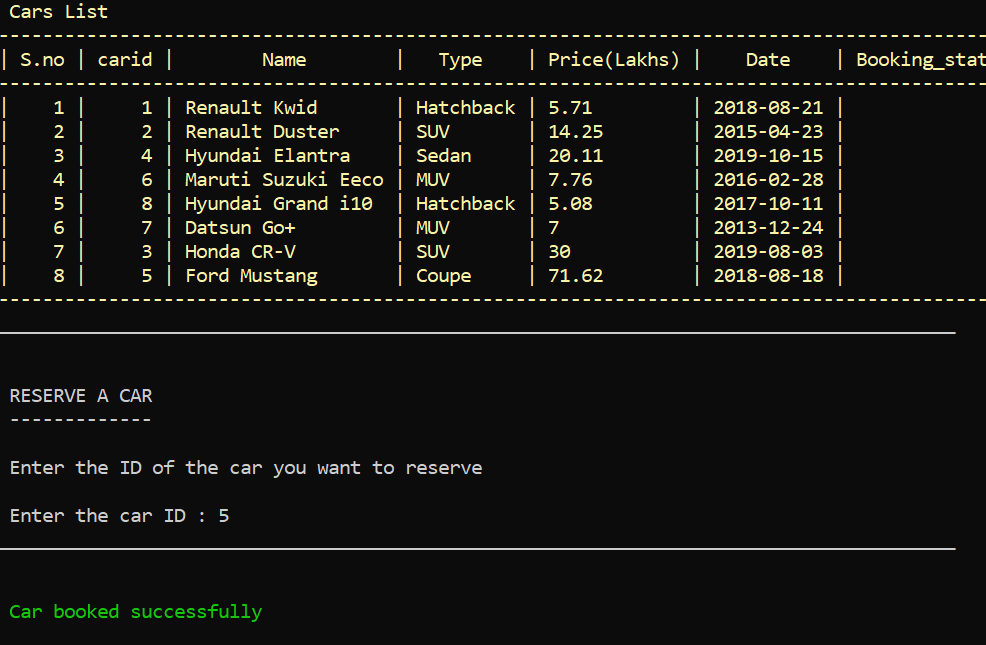 Cars List
--------------------------------------------------------------------------------
| S.no | carid |        Name        |   Type    | Price(Lakhs) |    Date    | Booking_stat
--------------------------------------------------------------------------------
|    1 |     1 | Renault Kwid       | Hatchback | 5.71         | 2018-08-21 |
|    2 |     2 | Renault Duster     | SUV       | 14.25        | 2015-04-23 |
|    3 |     4 | Hyundai Elantra    | Sedan     | 20.11        | 2019-10-15 |
|    4 |     6 | Maruti Suzuki Eeco | MUV       | 7.76         | 2016-02-28 |
|    5 |     8 | Hyundai Grand i10  | Hatchback | 5.08         | 2017-10-11 |
|    6 |     7 | Datsun Go+         | MUV       | 7            | 2013-12-24 |
|    7 |     3 | Honda CR-V         | SUV       | 30           | 2019-08-03 |
|    8 |     5 | Ford Mustang       | Coupe     | 71.62        | 2018-08-18 |
--------------------------------------------------------------------------------
RESERVE A CAR
-------------
Enter the ID of the car you want to reserve
Enter the car ID : 5
Car booked successfully